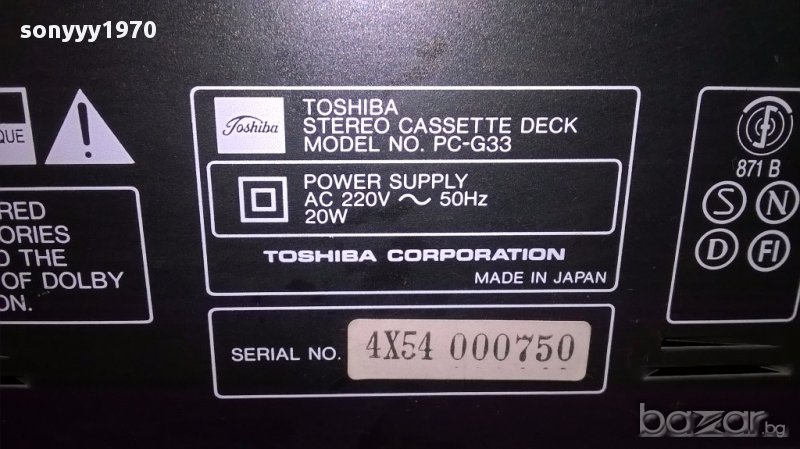 sonyyy1970
QUE
RED
ORIES
D THE
OF DOLBY
ON.
Toshiba
TOSHIBA
STEREO CASSETTE DECK
MODEL NO. PC-G33
POWER SUPPLY
AC 220V ~ 50Hz
20W
TOSHIBA CORPORATION
MADE IN JAPAN
SERIAL NO. 4X54 000750
871 B
S N
D FI
bazar.bg